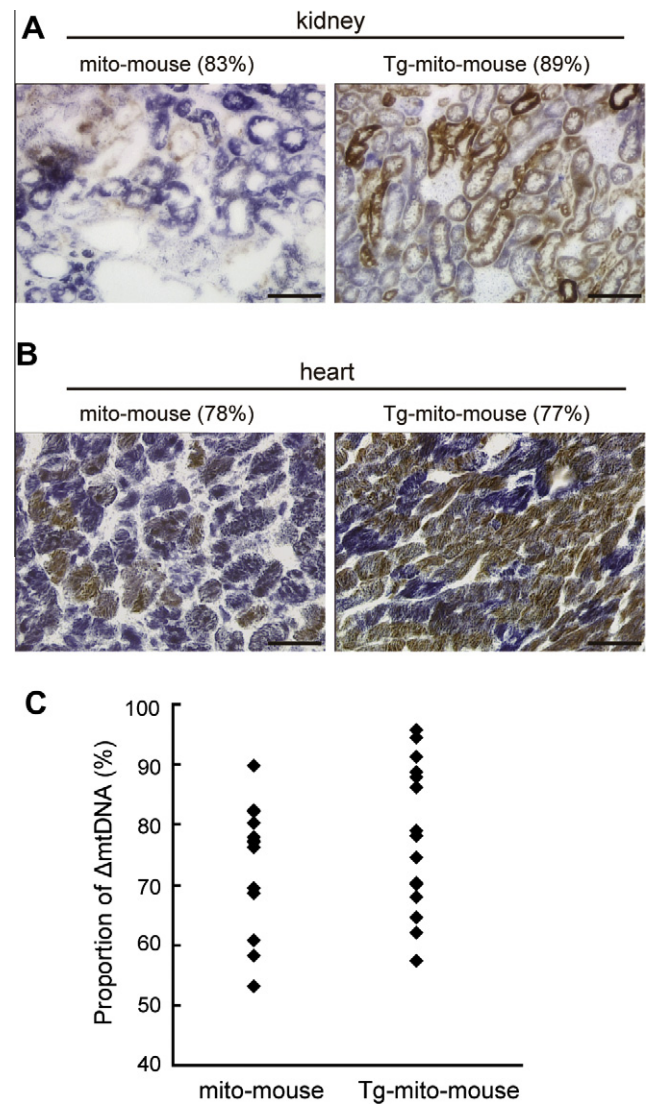 A
kidney
mito-mouse (83%)
Tg-mito-mouse (89%)
B
heart
mito-mouse (78%)
Tg-mito-mouse (77%)
C
Proportion of ΔmtDNA (%)
100
90
80
70
60
50
40
mito-mouse
Tg-mito-mouse